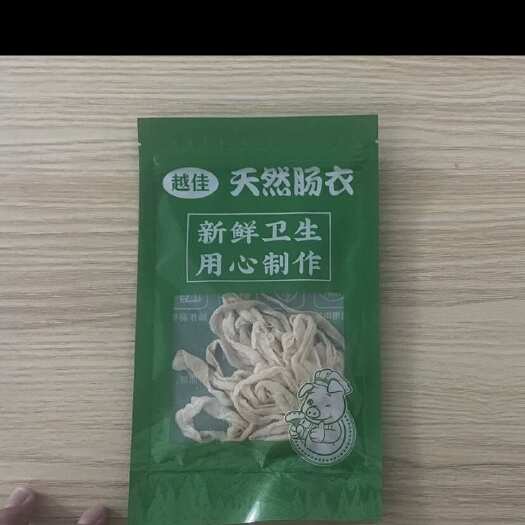 越佳 天然肠衣
新鲜卫生
用心制作